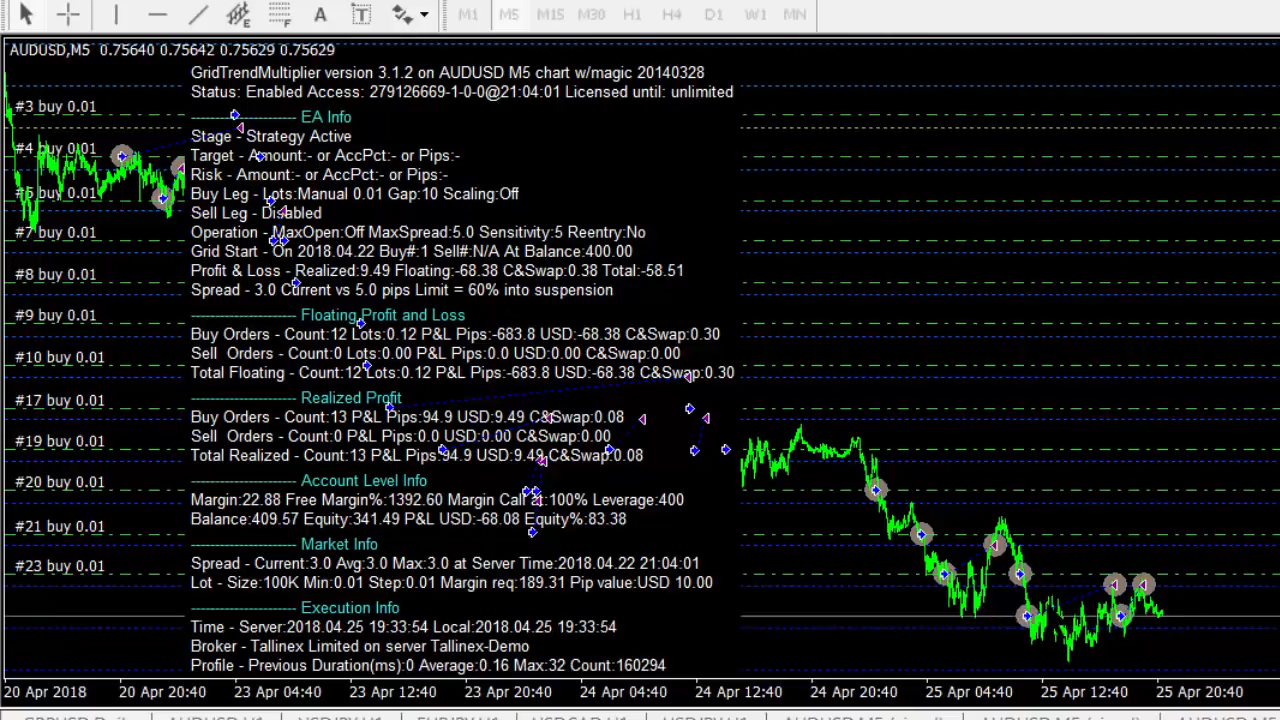 A T
M1 M5 M15 M30 H1 H4 D1 W1 MN
AUDUSD,M5 0.75640 0.75642 0.75629 0.75629
GridTrendMultiplier version 3.1.2 on AUDUSD M5 chart w/magic 20140328
Status: Enabled Access: 279126669-1-0-0@21:04:01 Licensed until: unlimited
---------------------- EA Info
Stage - Strategy Active
Target - Amount:- or AccPct:- or Pips:-
Risk - Amount:- or AccPct:- or Pips:-
Buy Leg - Lots:Manual 0.01 Gap:10 Scaling:Off
Sell Leg - Disabled
Operation - MaxOpen:Off MaxSpread:5.0 Sensitivity:5 Reentry:No
Grid Start - On 2018.04.22 Buy#:1 Sell#:N/A At Balance:400.00
Profit & Loss - Realized:9.49 Floating:-68.38 C&Swap:0.38 Total:-58.51
Spread - 3.0 Current vs 5.0 pips Limit = 60% into suspension
---------------------- Floating Profit and Loss
Buy Orders - Count:12 Lots:0.12 P&L Pips:-683.8 USD:-68.38 C&Swap:0.30
Sell Orders - Count:0 Lots:0.00 P&L Pips:0.0 USD:0.00 C&Swap:0.00
Total Floating - Count:12 Lots:0.12 P&L Pips:-683.8 USD:-68.38 C&Swap:0.30
---------------------- Realized Profit
Buy Orders - Count:13 P&L Pips:94.9 USD:9.49 C&Swap:0.08
Sell Orders - Count:0 P&L Pips:0.0 USD:0.00 C&Swap:0.00
Total Realized - Count:13 P&L Pips:94.9 USD:9.49 C&Swap:0.08
---------------------- Account Level Info
Margin:22.88 Free Margin%:1392.60 Margin Call at:100% Leverage:400
Balance:409.57 Equity:341.49 P&L USD:-68.08 Equity%:83.38
---------------------- Market Info
Spread - Current:3.0 Avg:3.0 Max:3.0 at Server Time:2018.04.22 21:04:01
Lot - Size:100K Min:0.01 Step:0.01 Margin req:189.31 Pip value:USD 10.00
---------------------- Execution Info
Time - Server:2018.04.25 19:33:54 Local:2018.04.25 19:33:54
Broker - Tallinex Limited on server Tallinex-Demo
Profile - Previous Duration(ms):0 Average:0.16 Max:32 Count:160294
#3 buy 0.01
#4 buy 0.01
#5 buy 0.01
#7 buy 0.01
#8 buy 0.01
#9 buy 0.01
#10 buy 0.01
#17 buy 0.01
#19 buy 0.01
#20 buy 0.01
#21 buy 0.01
#23 buy 0.01
20 Apr 2018 20 Apr 20:40 23 Apr 04:40 23 Apr 12:40 23 Apr 20:40 24 Apr 04:40 24 Apr 12:40 24 Apr 20:40 25 Apr 04:40 25 Apr 12:40 25 Apr 20:40